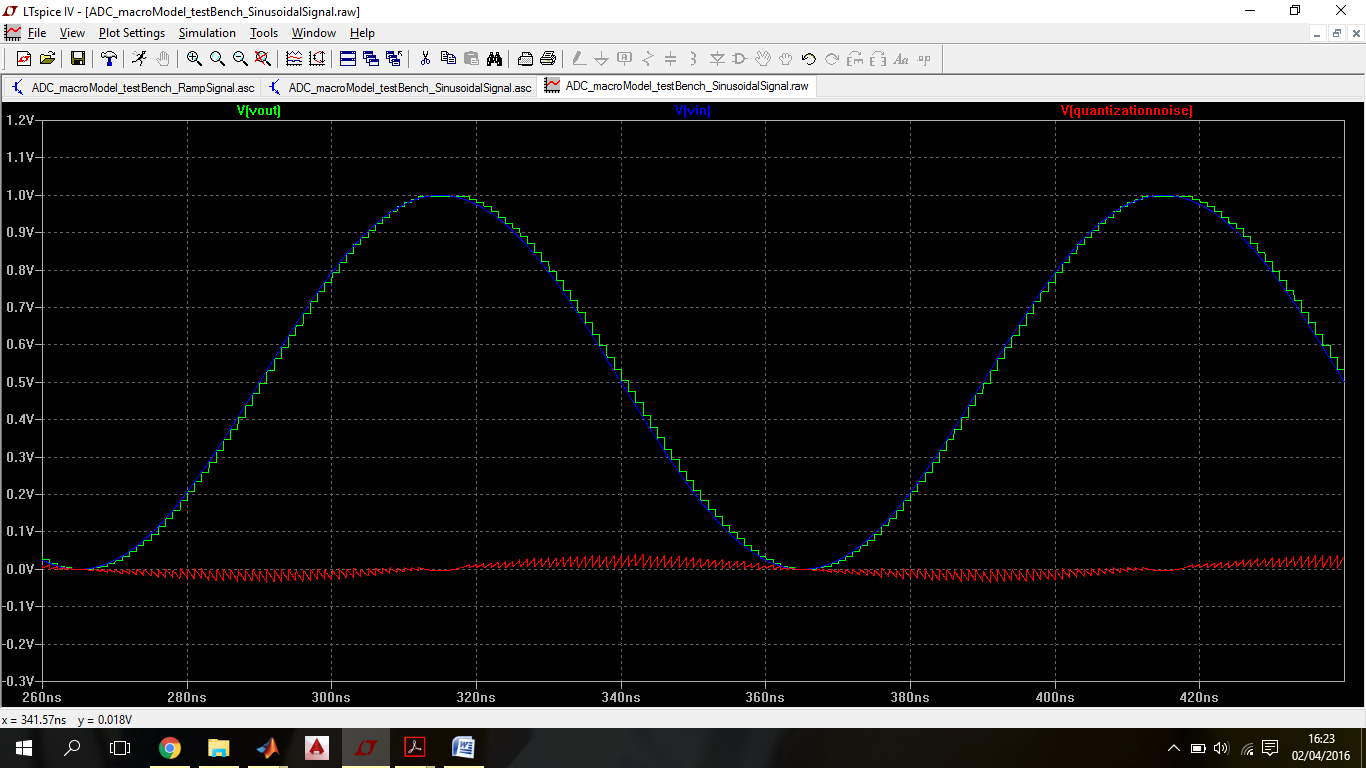 LTspice IV - [ADC_macroModel_testBench_SinusoidalSignal.raw]
File View Plot Settings Simulation Tools Window Help
ADC_macroModel_testBench_RampSignal.asc ADC_macroModel_testBench_SinusoidalSignal.asc ADC_macroModel_testBench_SinusoidalSignal.raw
V(vout) V(vin) V(quantizationnoise)
1.2V
1.1V
1.0V
0.9V
0.8V
0.7V
0.6V
0.5V
0.4V
0.3V
0.2V
0.1V
0.0V
-0.1V
-0.2V
-0.3V
260ns 280ns 300ns 320ns 340ns 360ns 380ns 400ns 420ns
x = 341.57ns y = 0.018V
16:23
02/04/2016